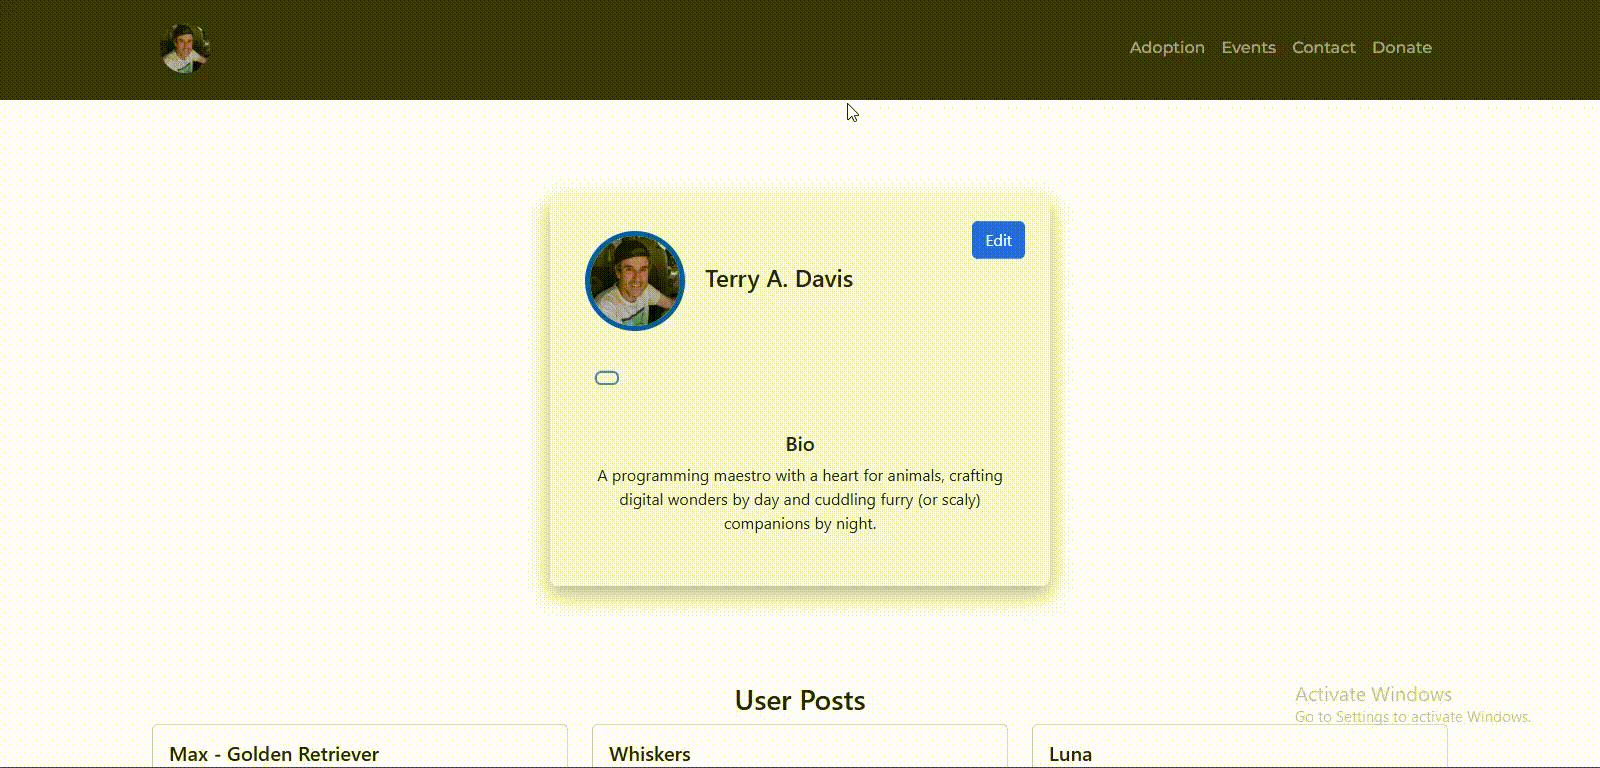 Adoption Events Contact Donate
Edit
Terry A. Davis
Bio
A programming maestro with a heart for animals, crafting
digital wonders by day and cuddling furry (or scaly)
companions by night.
User Posts
Activate Windows
Go to Settings to activate Windows.
Max - Golden Retriever
Whiskers
Luna